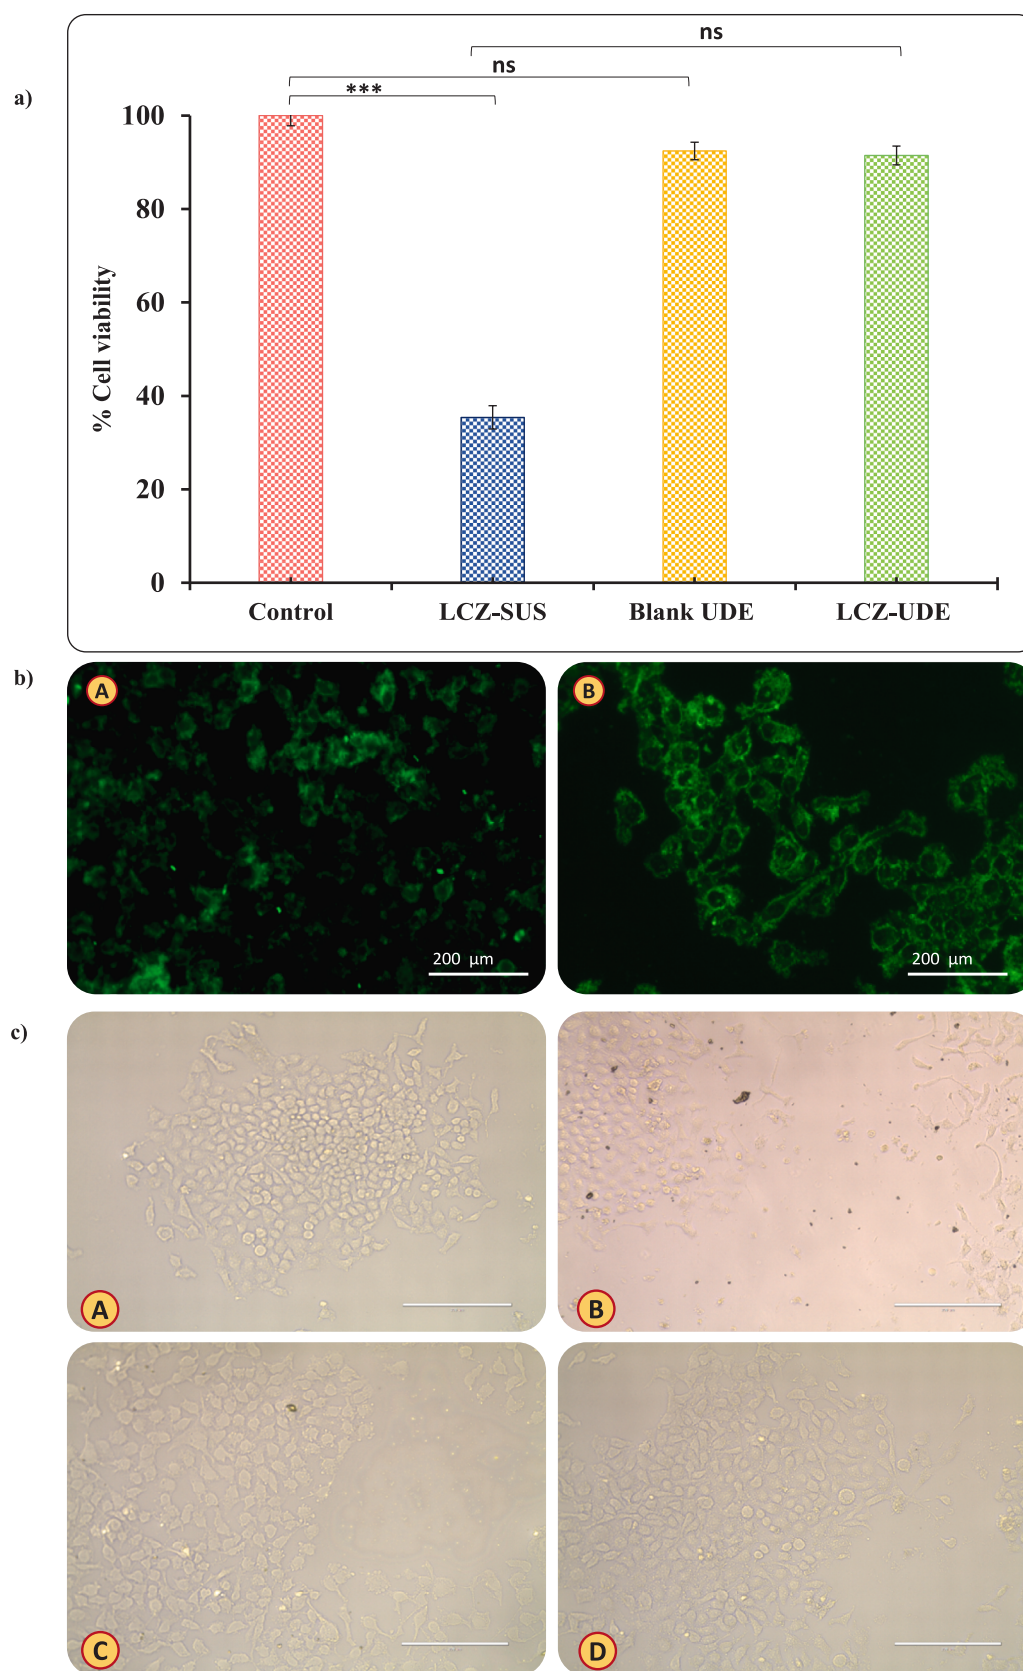 a)
ns
ns
***
100
80
60
40
20
0
% Cell viability
Control LCZ-SUS Blank UDE LCZ-UDE
b)
A B
200 μm 200 μm
c)
A B
C D